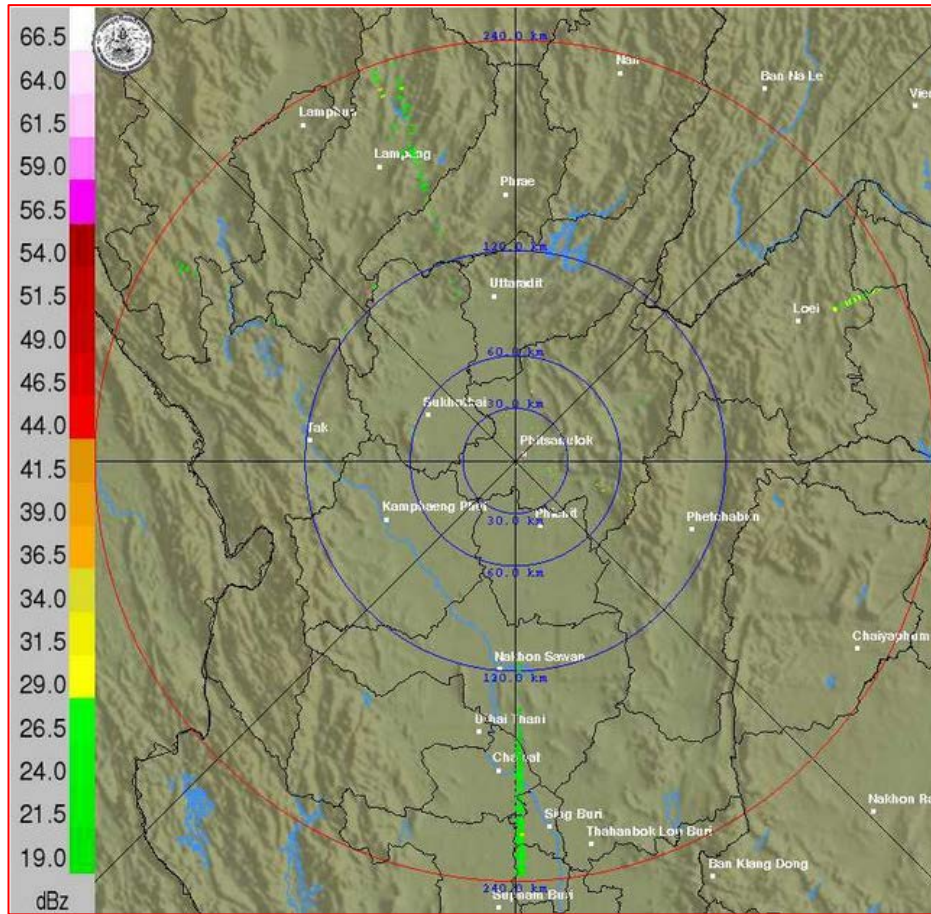 66.5
64.0
61.5
59.0
56.5
54.0
51.5
49.0
46.5
44.0
41.5
39.0
36.5
34.0
31.5
29.0
26.5
24.0
21.5
19.0
dBz
240.0 km
Nan
Ban Na Le
Lamphun
Lampang
Phrae
120.0 km
Uttaradit
Loei
60.0 km
Sukhothai
30.0 km
Tak
Phitsanulok
Kamphaeng Phet
30.0 km
Phichit
Phetchabun
60.0 km
Chaiyaphum
Nakhon Sawan
120.0 km
Uthai Thani
Chainat
Sing Buri
Thahanbok Lop Buri
Nakhon Ra
Ban Klang Dong
240.0 km
Suphan Buri